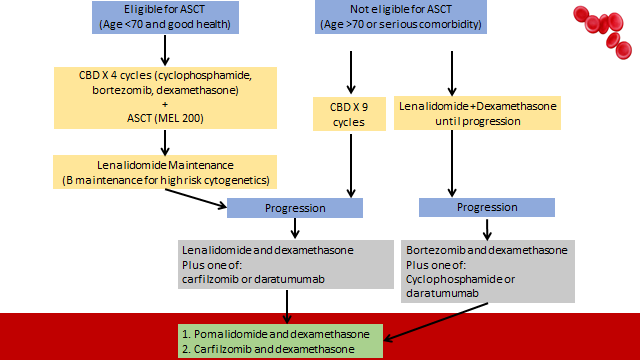 Eligible for ASCT
(Age <70 and good health)
Not eligible for ASCT
(Age >70 or serious comorbidity)
CBD X 4 cycles (cyclophosphamide,
bortezomib, dexamethasone)
+
ASCT (MEL 200)
CBD X 9
cycles
Lenalidomide +Dexamethasone
until progression
Lenalidomide Maintenance
(B maintenance for high risk cytogenetics)
Progression
Progression
Lenalidomide and dexamethasone
Plus one of:
carfilzomib or daratumumab
Bortezomib and dexamethasone
Plus one of:
Cyclophosphamide or
daratumumab
1. Pomalidomide and dexamethasone
2. Carfilzomib and dexamethasone